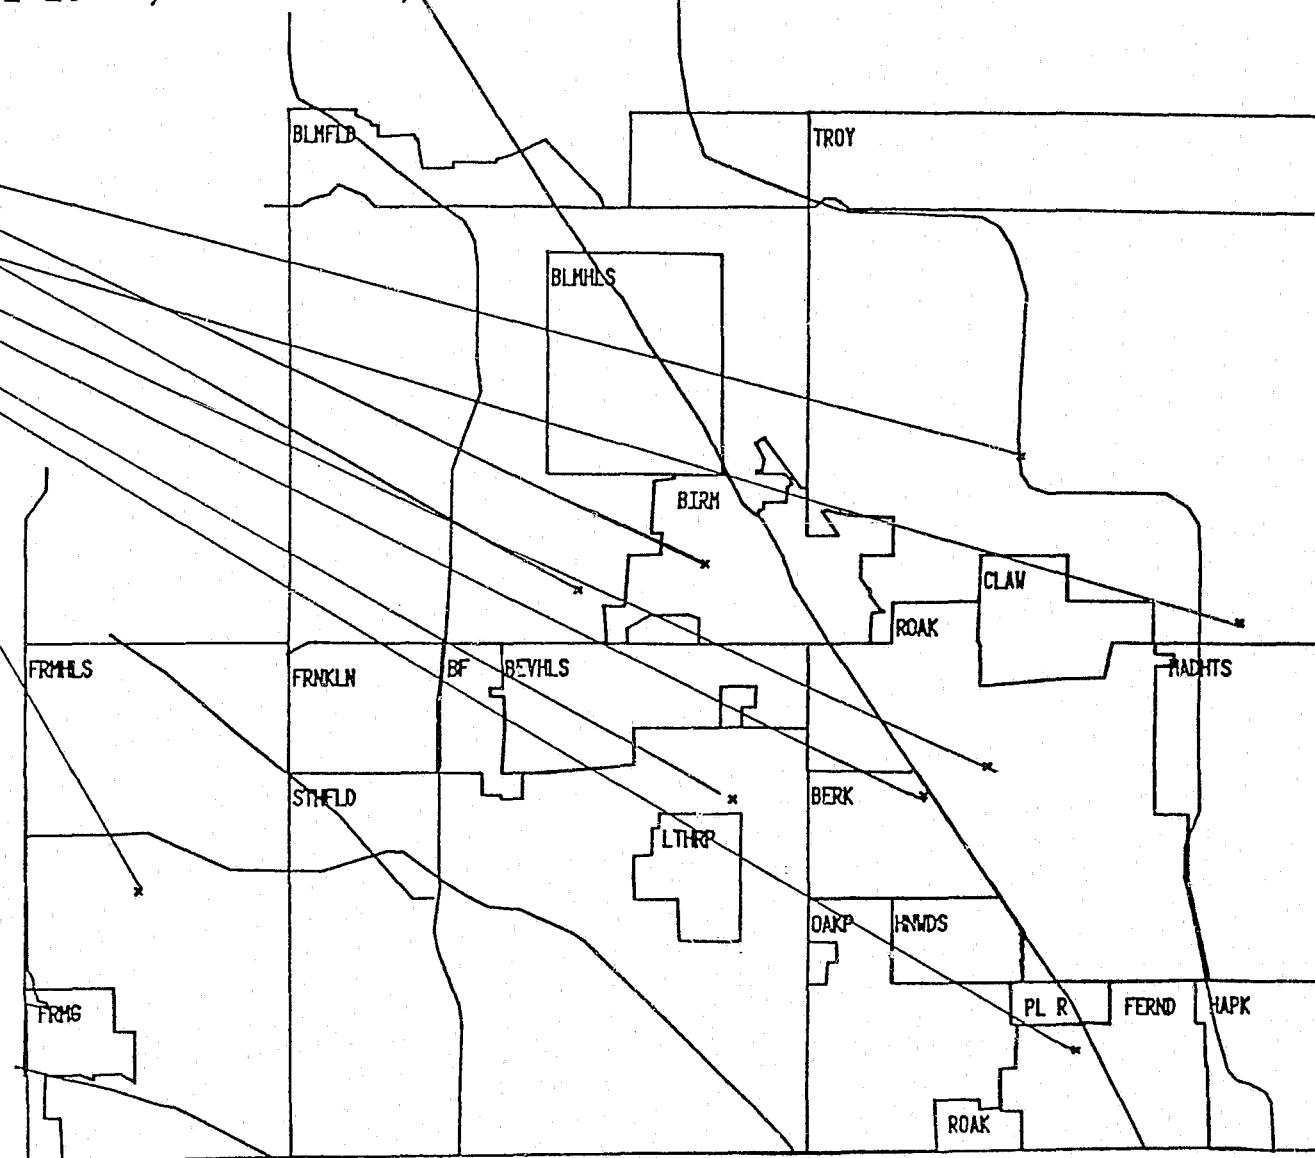 BLMFLD
TROY
BLMHLS
BIRM
CLAW
ROAK
FRMHLS
FRNKLN
BF
BEVHLS
MADHTS
STHFLD
BERK
LTHRP
OAKP
HNWDS
FRMG
PL R
FERND
HAPK
ROAK